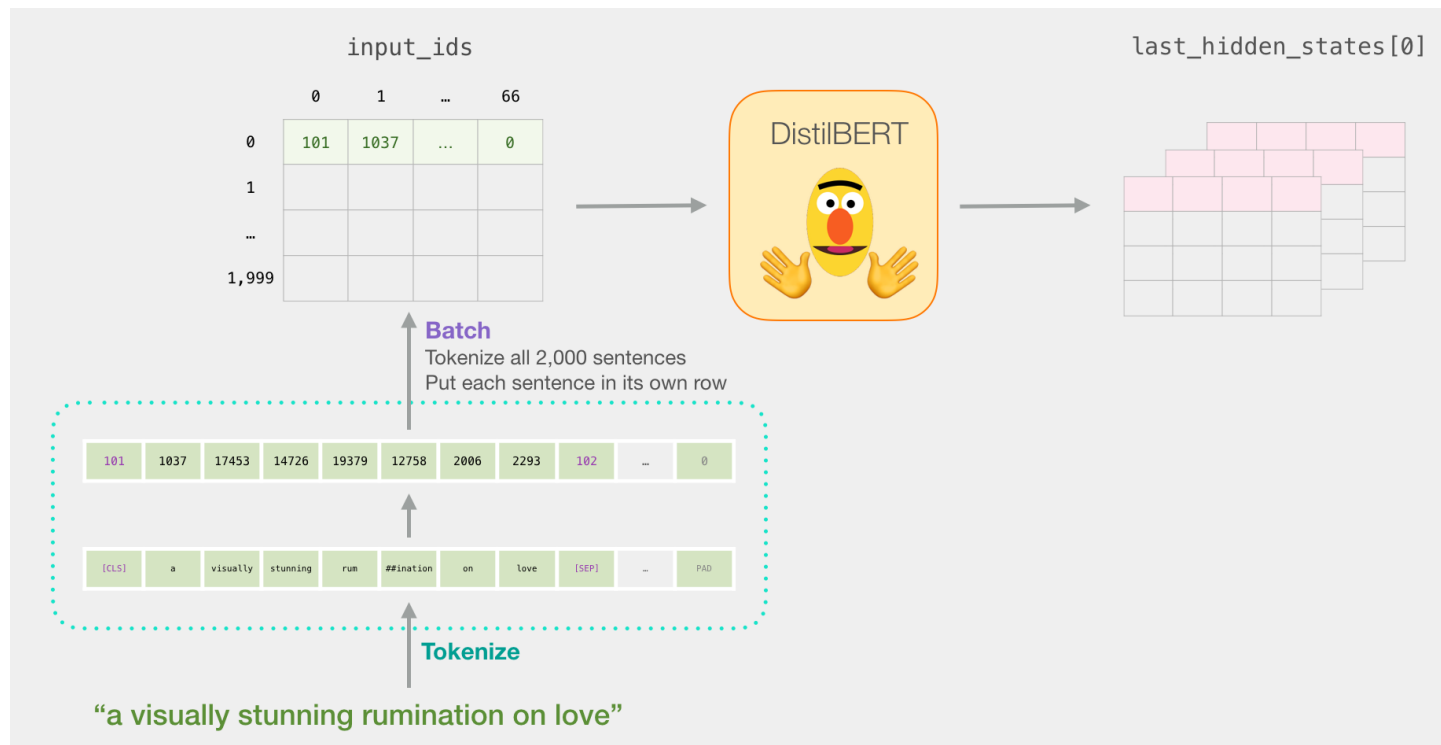 input_ids
last_hidden_states[0]
0 1 … 66
DistilBERT
0 101 1037 … 0
1
…
1,999
Batch
Tokenize all 2,000 sentences
Put each sentence in its own row
101 1037 17453 14726 19379 12758 2006 2293 102 … 0
[CLS] a visually stunning rum ##ination on love [SEP] … PAD
Tokenize
“a visually stunning rumination on love”